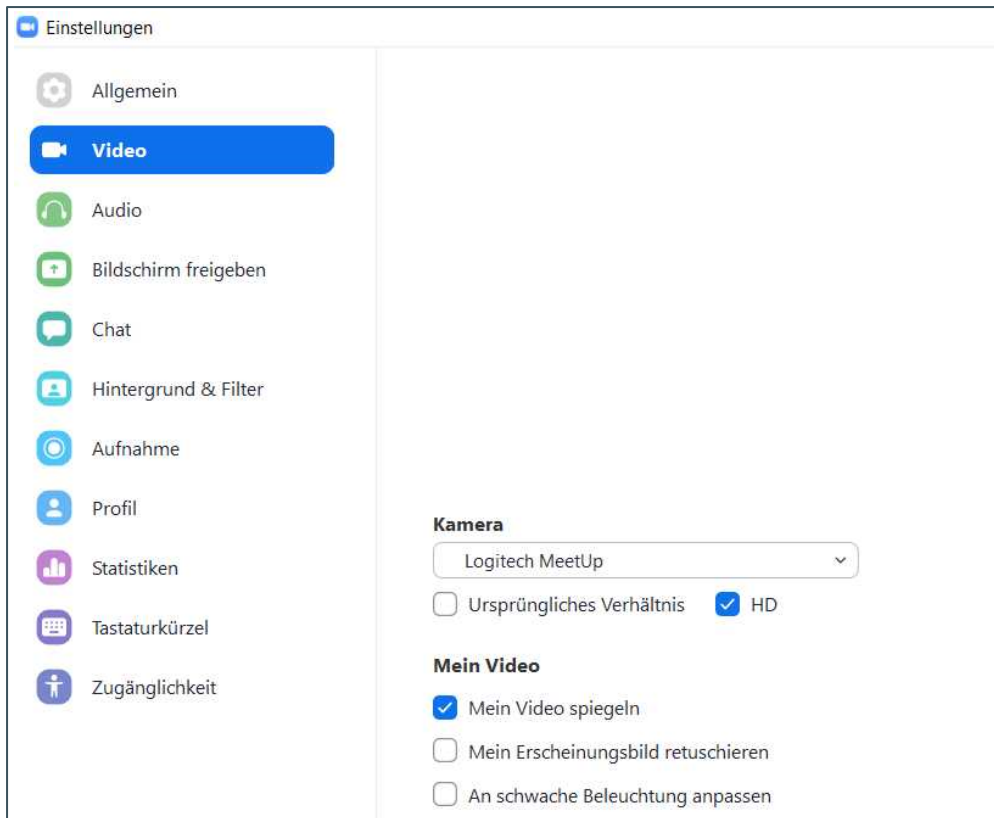 Einstellungen
Allgemein
Video
Audio
Bildschirm freigeben
Chat
Hintergrund & Filter
Aufnahme
Profil
Statistiken
Tastaturkürzel
Zugänglichkeit
Kamera
Logitech MeetUp
Ursprüngliches Verhältnis HD
Mein Video
Mein Video spiegeln
Mein Erscheinungsbild retuschieren
An schwache Beleuchtung anpassen